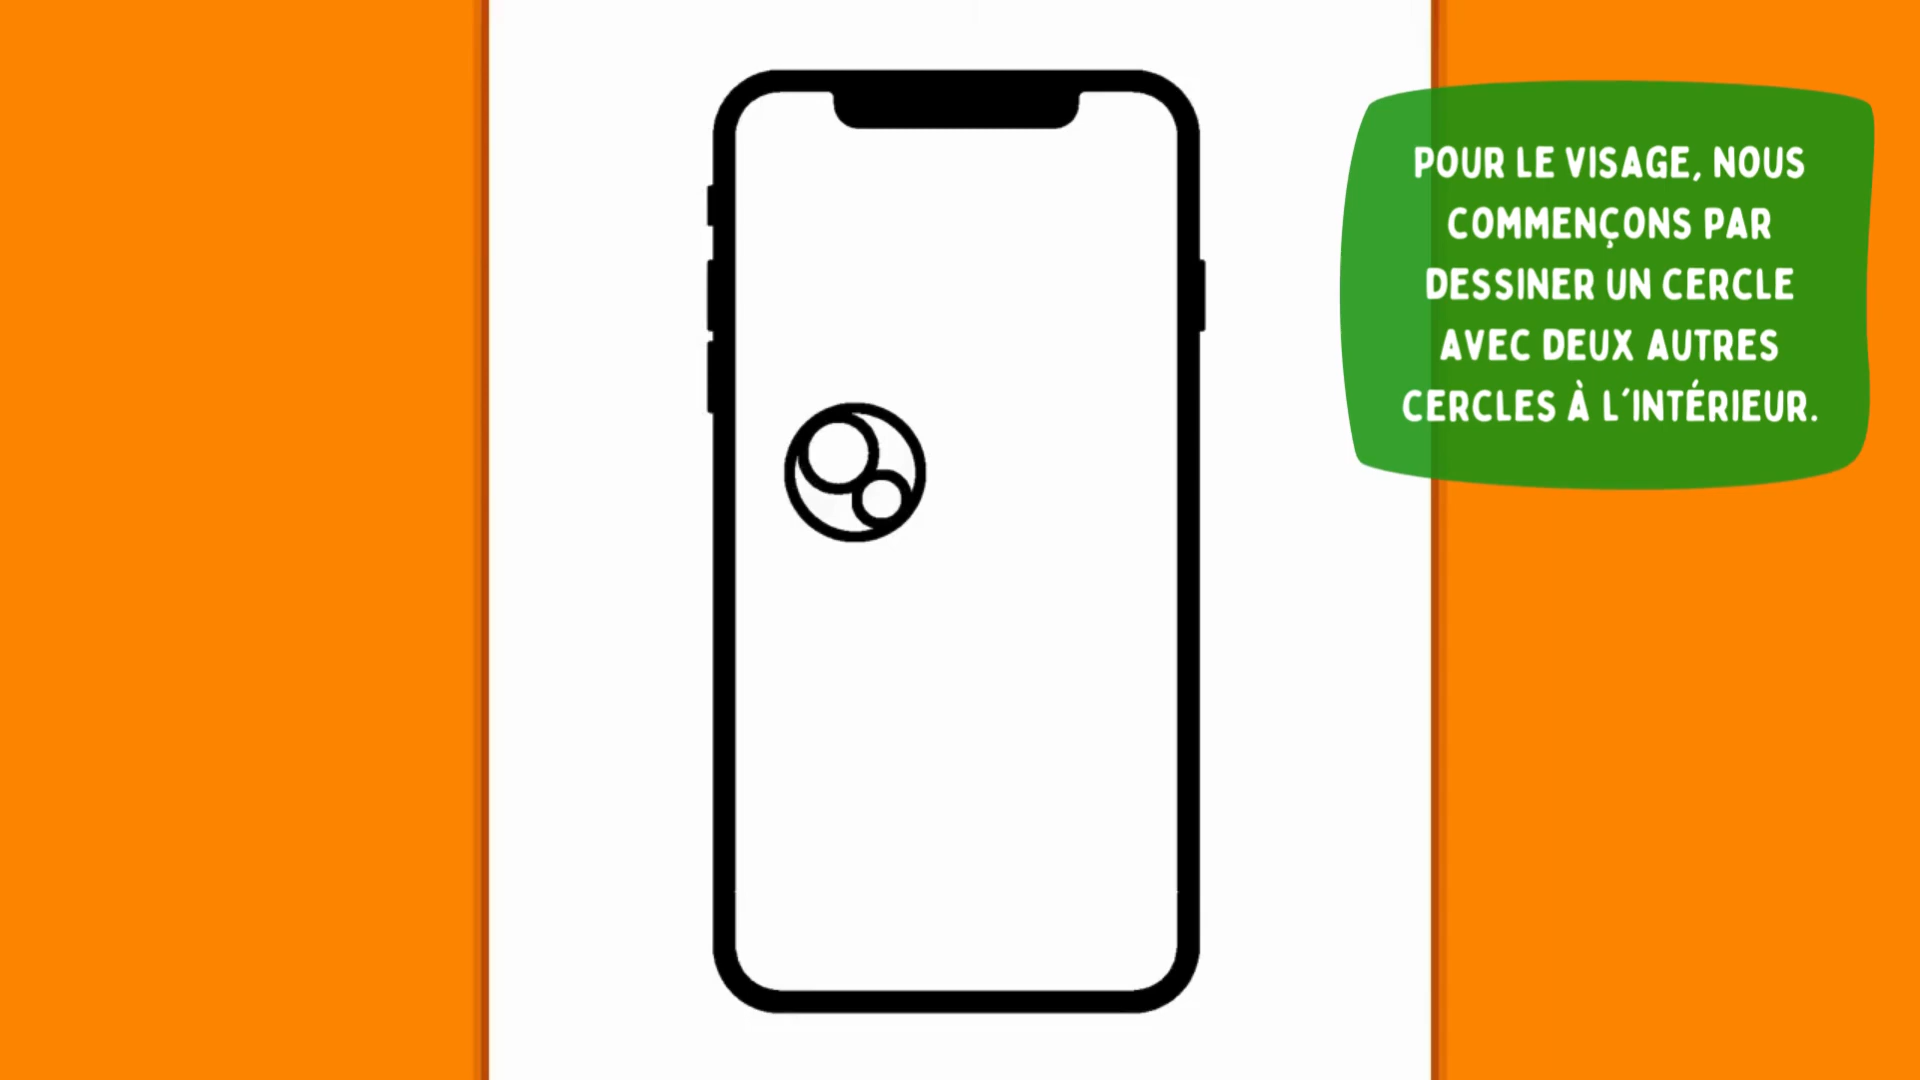 POUR LE VISAGE, NOUS
COMMENÇONS PAR
DESSINER UN CERCLE
AVEC DEUX AUTRES
CERCLES À L'INTÉRIEUR.